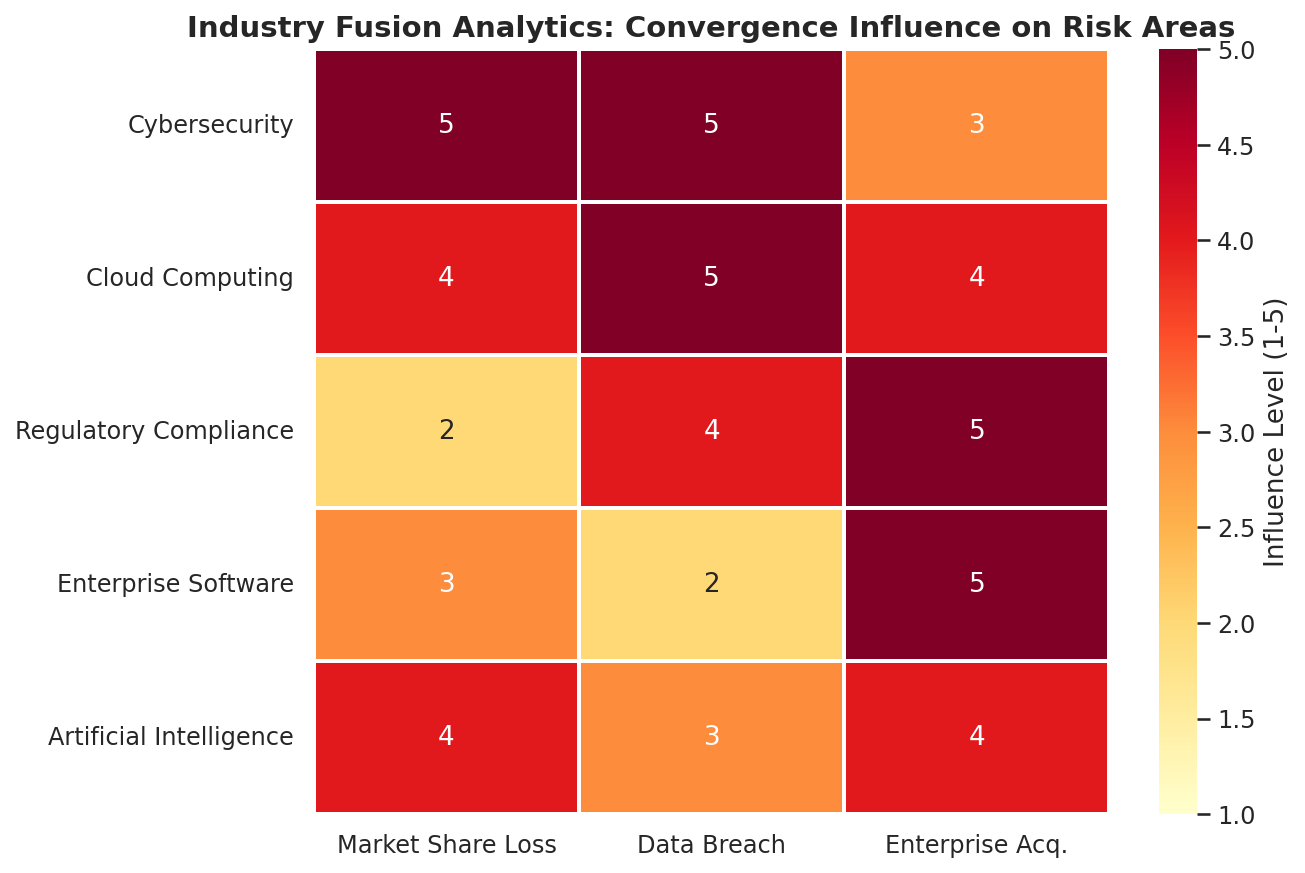 Industry Fusion Analytics: Convergence Influence on Risk Areas
Cybersecurity 5 5 3
Cloud Computing 4 5 4
Regulatory Compliance 2 4 5
Enterprise Software 3 2 5
Artificial Intelligence 4 3 4
Market Share Loss Data Breach Enterprise Acq.
5.0
4.5
4.0
3.5
3.0
2.5
2.0
1.5
1.0
Influence Level (1-5)